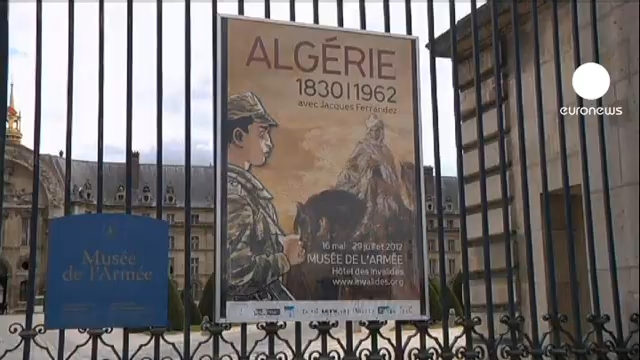 ALGÉRIE
1830|1962
avec Jacques Ferrandez
16 mai - 29 juillet 2012
MUSÉE DE L'ARMÉE
Hôtel des Invalides
www.invalides.org
Musée
de l'Armée
euronews